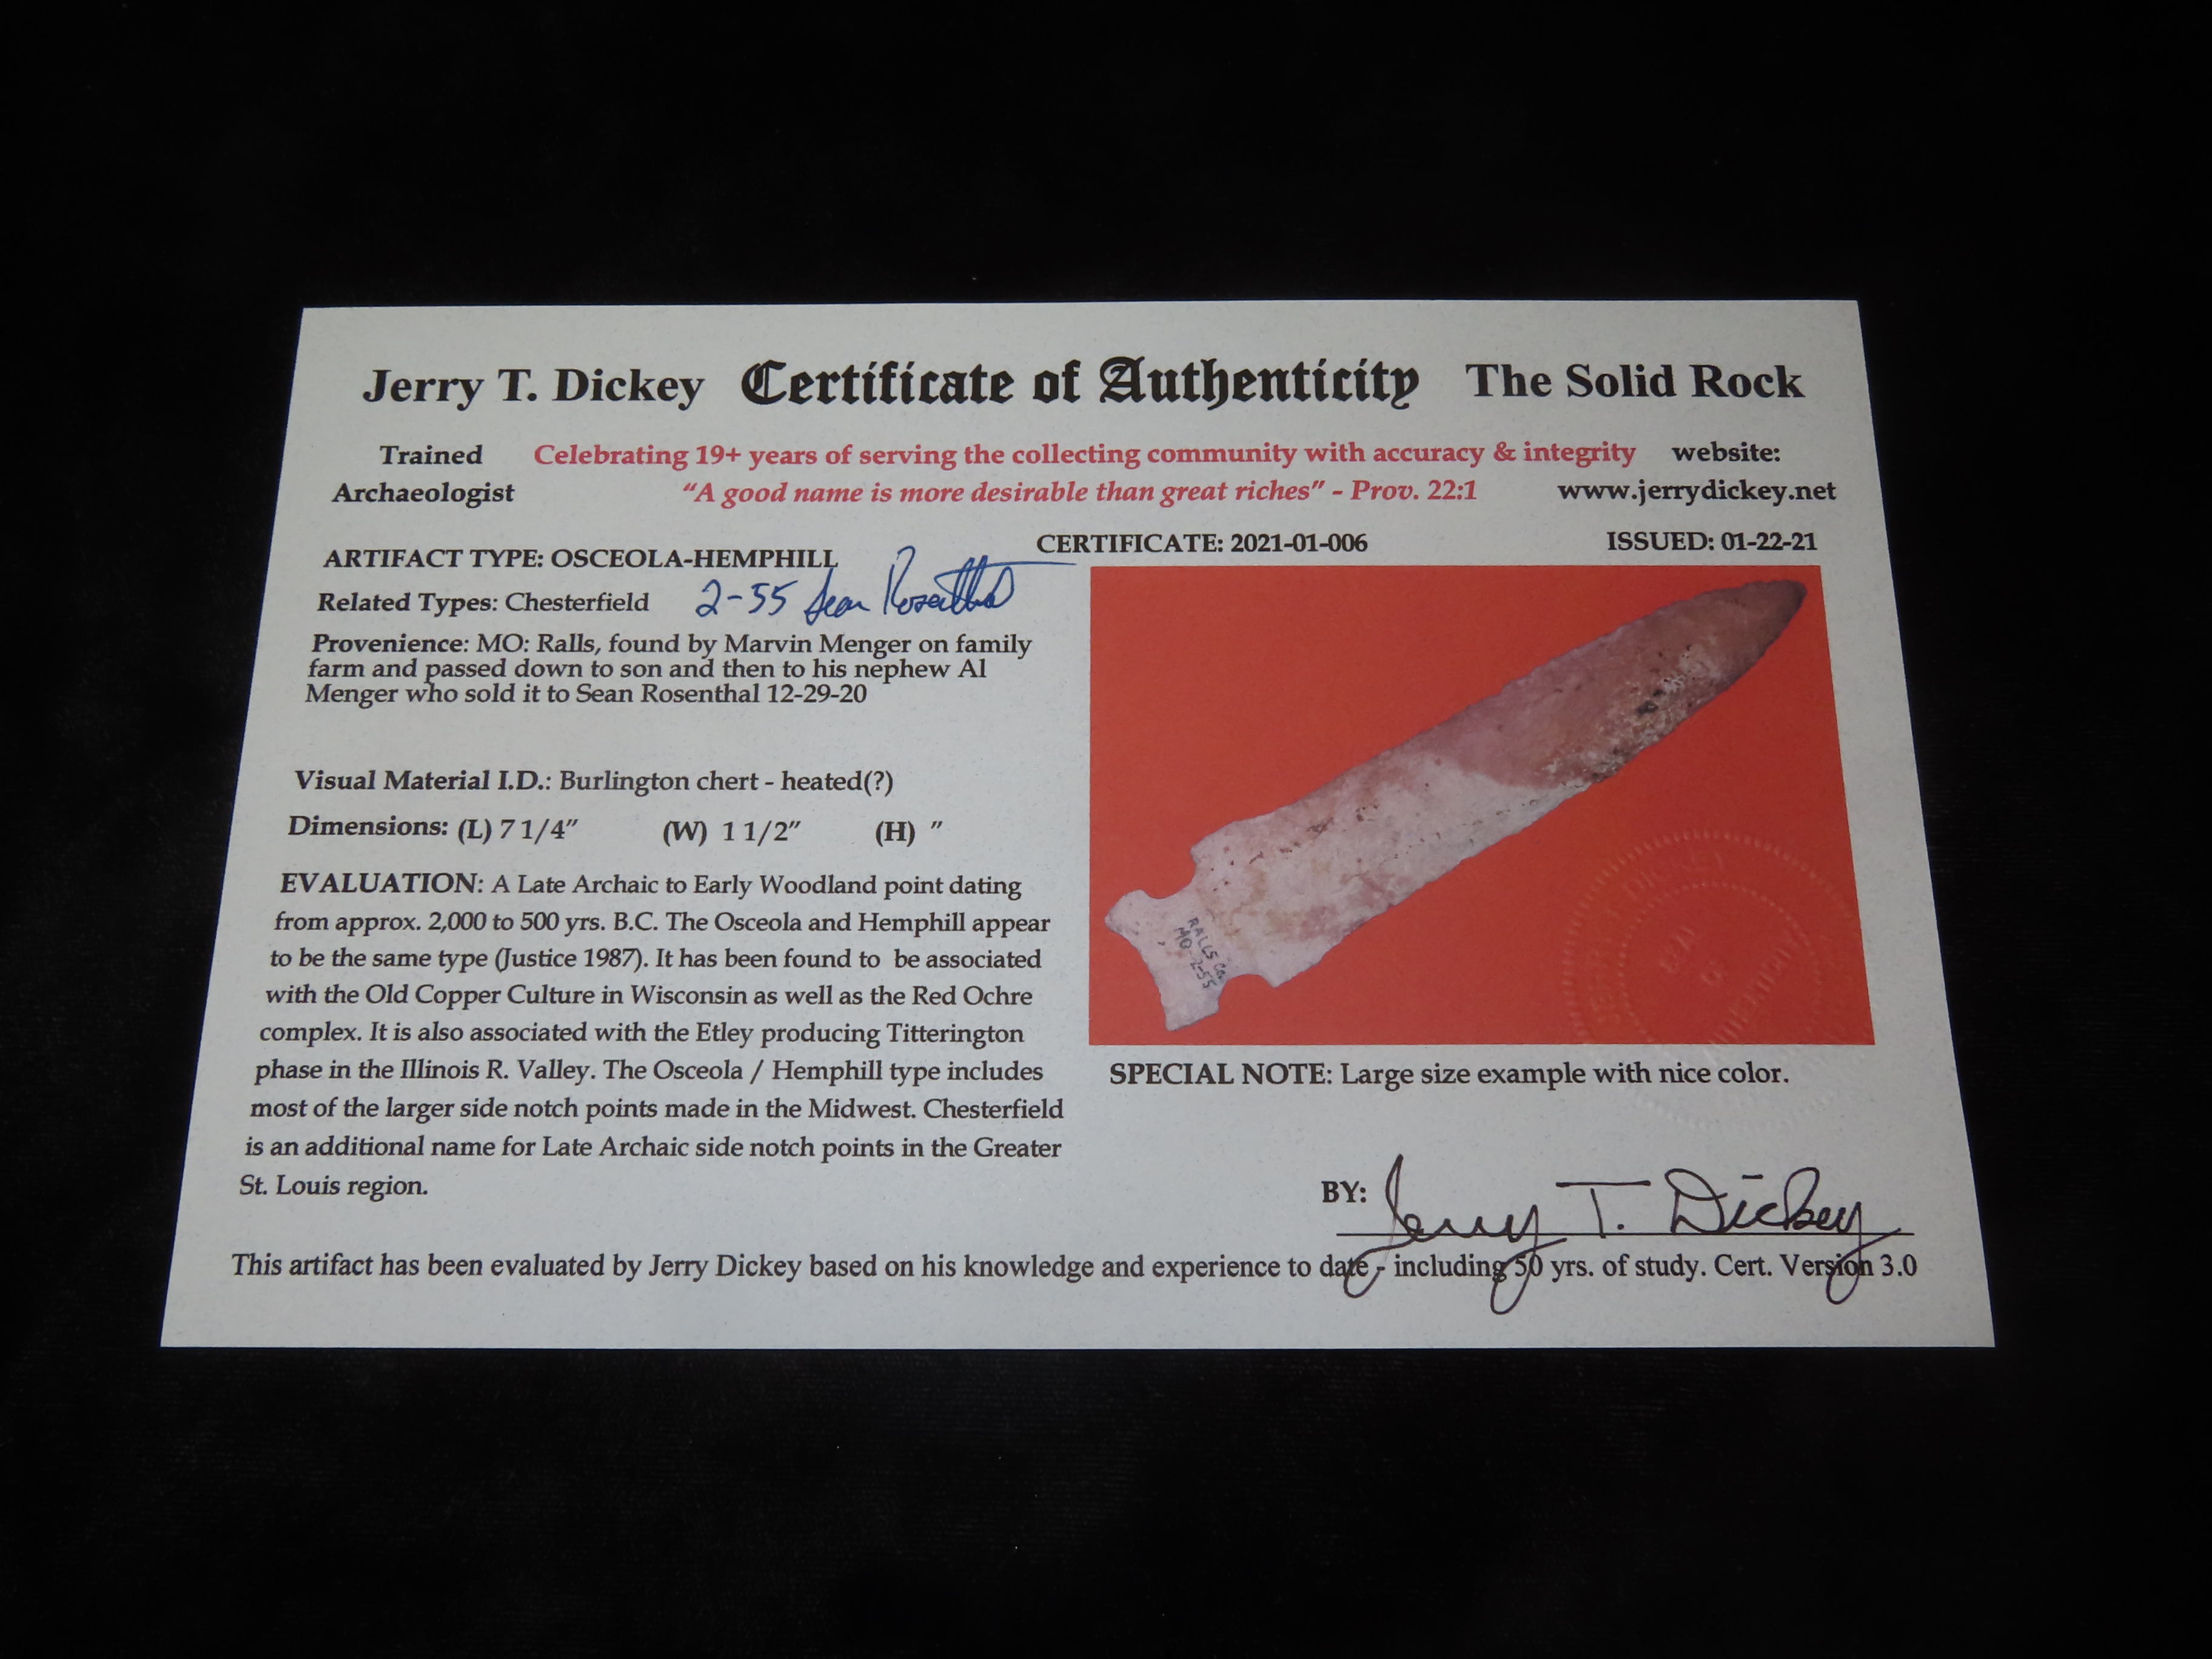 Jerry T. Dickey Certificate of Authenticity The Solid Rock
Trained Celebrating 19+ years of serving the collecting community with accuracy & integrity website:
Archaeologist "A good name is more desirable than great riches" - Prov. 22:1 www.jerrydickey.net
CERTIFICATE: 2021-01-006 ISSUED: 01-22-21
ARTIFACT TYPE: OSCEOLA-HEMPHILL
Related Types: Chesterfield 2-55 Sean Rosenthal
Provenience: MO: Ralls, found by Marvin Menger on family
farm and passed down to son and then to his nephew Al
Menger who sold it to Sean Rosenthal 12-29-20
Visual Material I.D.: Burlington chert - heated(?)
Dimensions: (L) 7 1/4" (W) 1 1/2" (H) "
EVALUATION: A Late Archaic to Early Woodland point dating
from approx. 2,000 to 500 yrs. B.C. The Osceola and Hemphill appear
to be the same type (Justice 1987). It has been found to be associated
with the Old Copper Culture in Wisconsin as well as the Red Ochre
complex. It is also associated with the Etley producing Titterington
phase in the Illinois R. Valley. The Osceola / Hemphill type includes
most of the larger side notch points made in the Midwest. Chesterfield
is an additional name for Late Archaic side notch points in the Greater
St. Louis region.
RALLS Co.
MO 2-55
SEAL
OF
SPECIAL NOTE: Large size example with nice color.
BY: Jerry T. Dickey
This artifact has been evaluated by Jerry Dickey based on his knowledge and experience to date - including 50 yrs. of study. Cert. Version 3.0